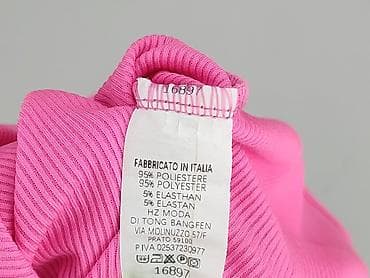 16897
FABBRICATO IN ITALIA
95% POLIESTERE
95% POLYESTER
5% ELASTHAN
5% ELASTAN
HZ MODA
DI TONG BANGFEN
VIA MOLINUZZO 57/F
PRATO 59100
P.IVA 02537230977
16897